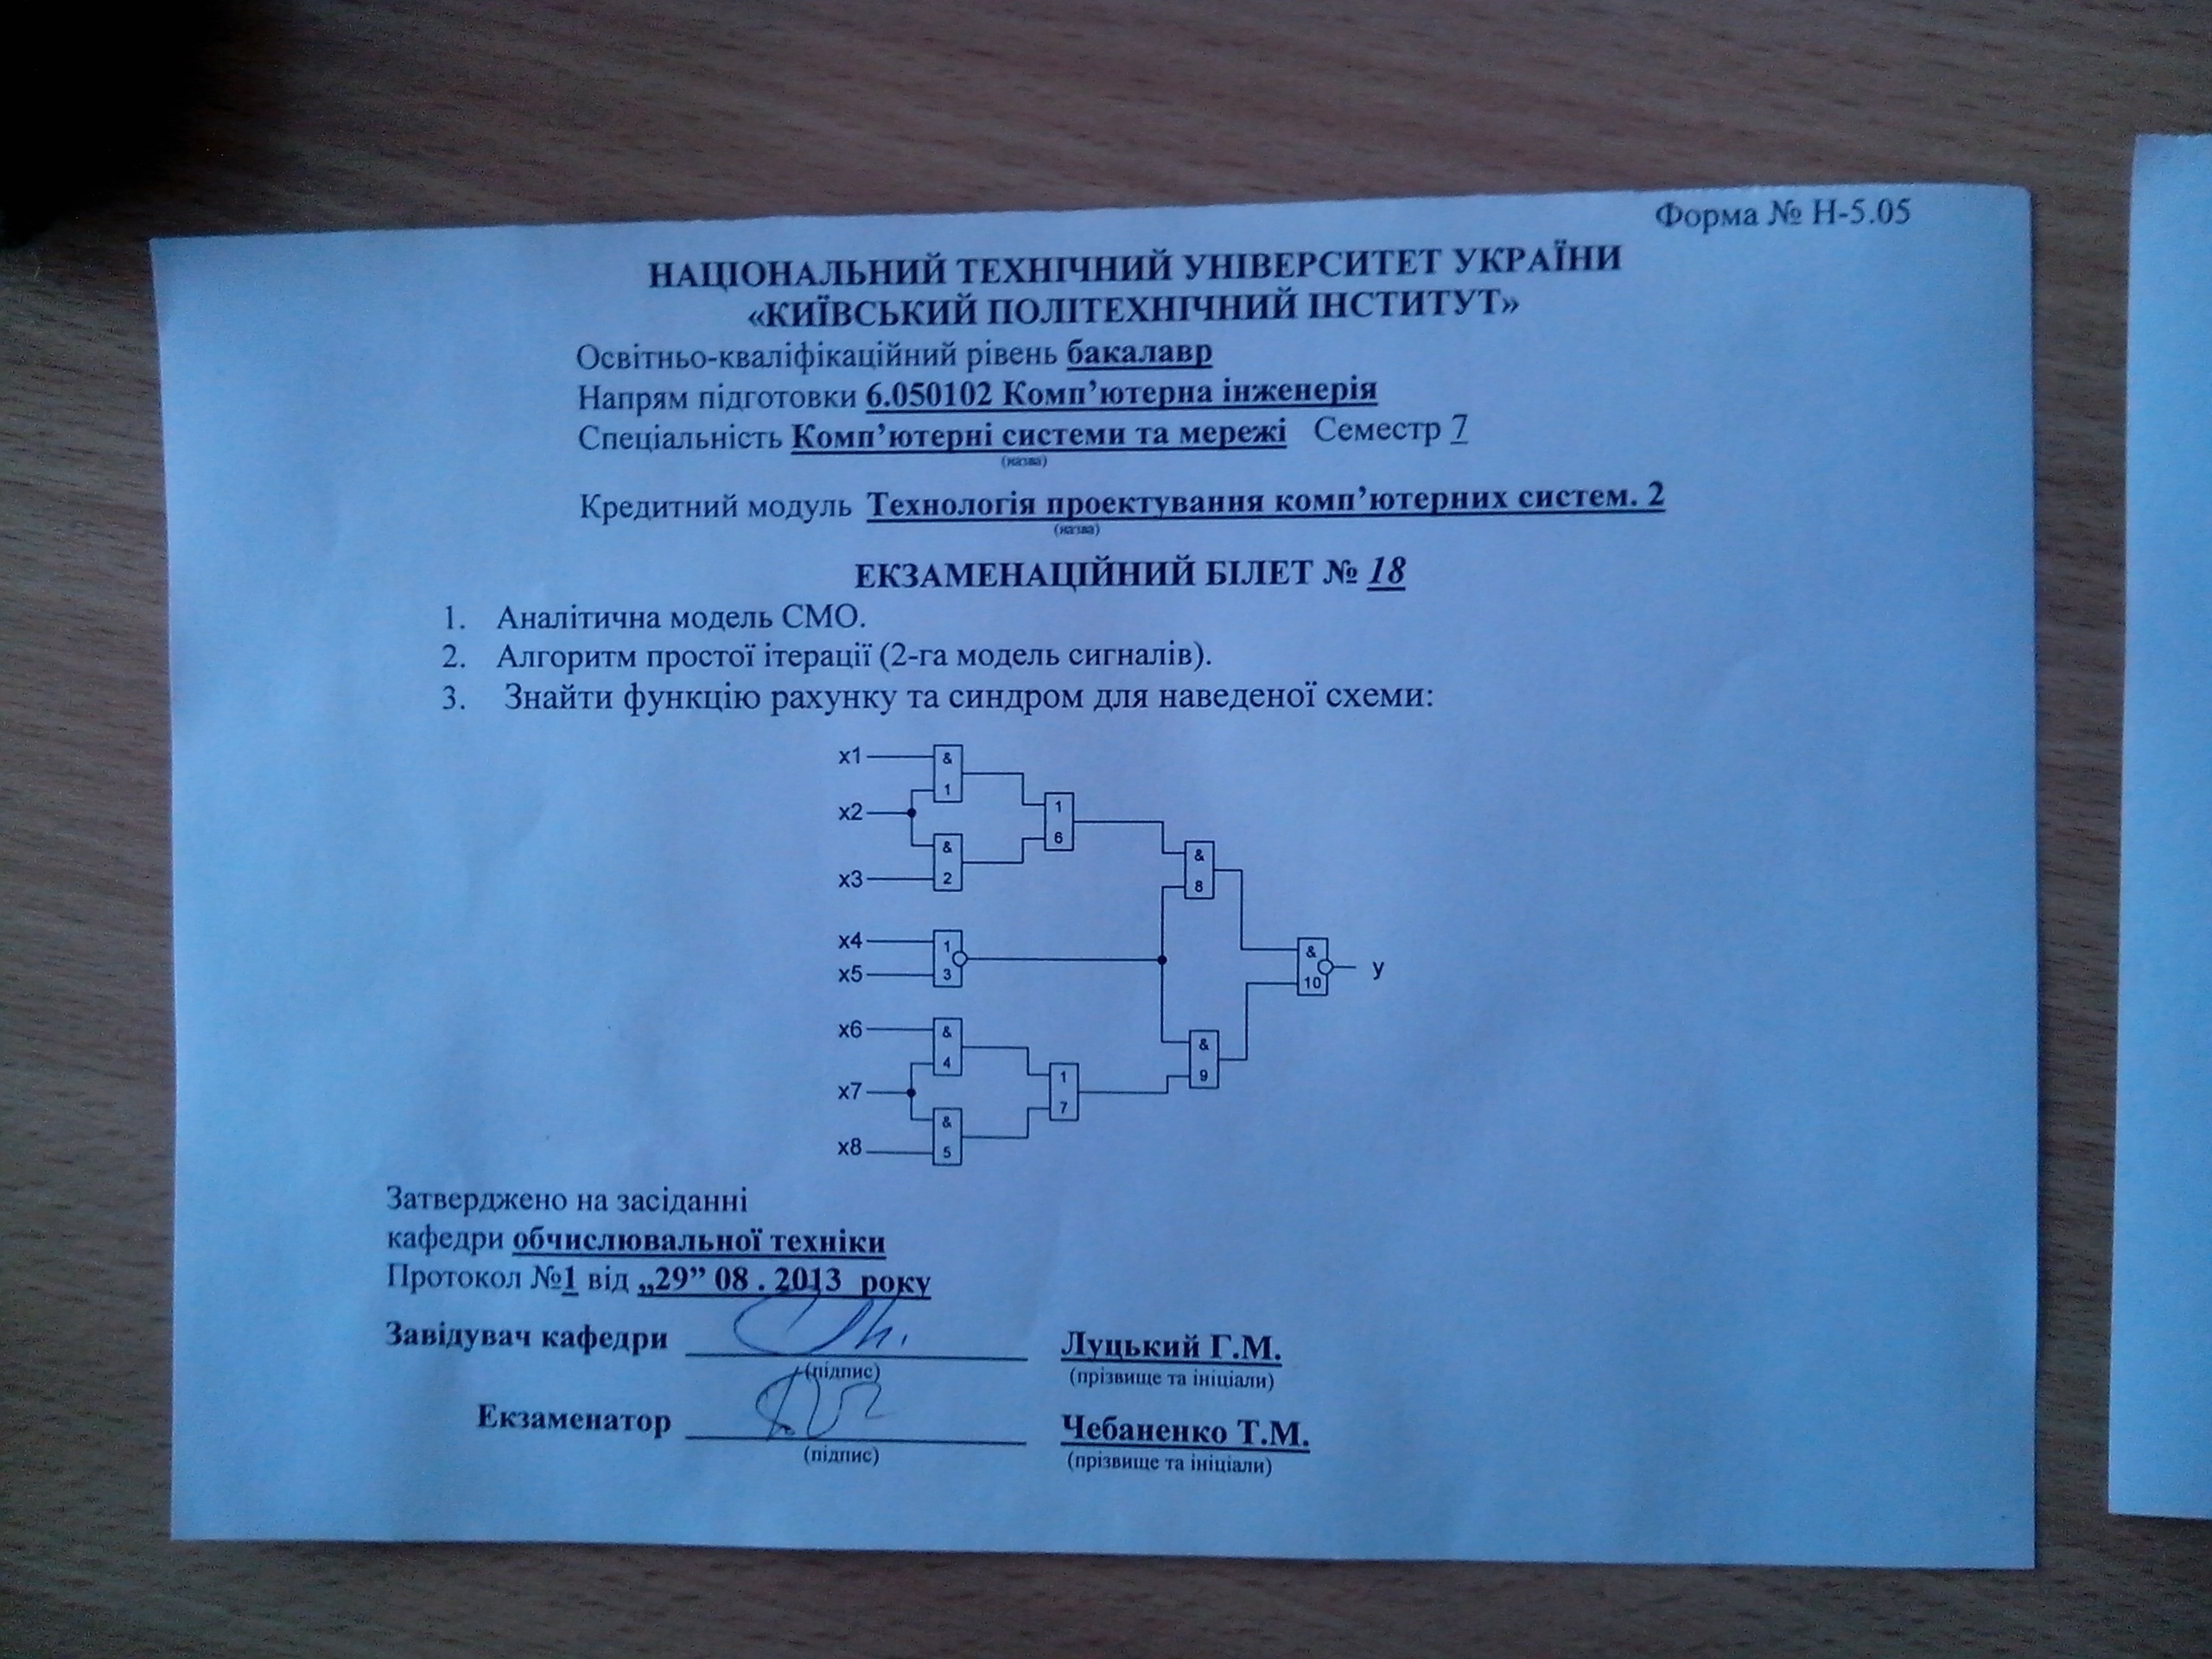 Форма № Н-5.05
НАЦІОНАЛЬНИЙ ТЕХНІЧНИЙ УНІВЕРСИТЕТ УКРАЇНИ
«КИЇВСЬКИЙ ПОЛІТЕХНІЧНИЙ ІНСТИТУТ»
Освітньо-кваліфікаційний рівень бакалавр
Напрям підготовки 6.050102 Комп’ютерна інженерія
Спеціальність Комп’ютерні системи та мережі Семестр 7
(назва)
Кредитний модуль Технологія проектування комп’ютерних систем. 2
(назва)
ЕКЗАМЕНАЦІЙНИЙ БІЛЕТ № 18
1. Аналітична модель СМО.
2. Алгоритм простої ітерації (2-га модель сигналів).
3. Знайти функцію рахунку та синдром для наведеної схеми:
x1
&
1
x2
1
6
&
2
x3
&
8
x4
1
3
x5
&
10
y
x6
&
4
&
9
x7
1
7
&
5
x8
Затверджено на засіданні
кафедри обчислювальної техніки
Протокол №1 від „29” 08 . 2013 року
Завідувач кафедри Луцький Г.М.
(підпис) (прізвище та ініціали)
Екзаменатор Чебаненко Т.М.
(підпис) (прізвище та ініціали)